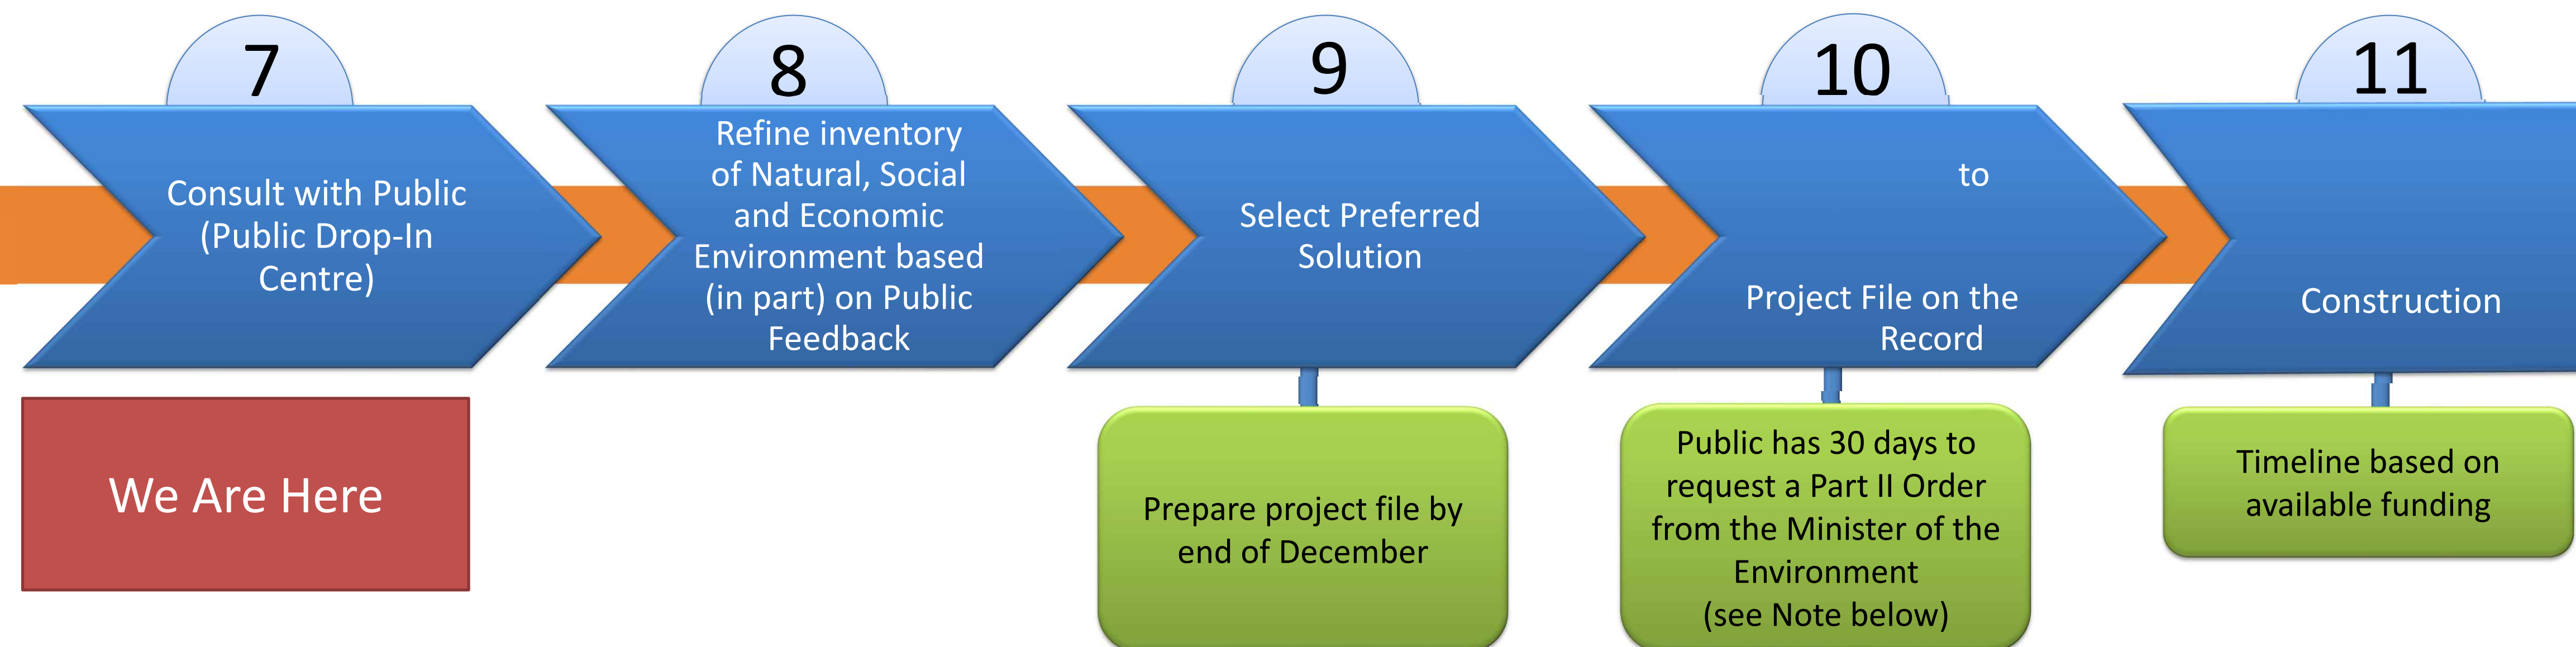 7
Consult with Public
(Public Drop-In
Centre)
We Are Here
8
Refine inventory
of Natural, Social
and Economic
Environment based
(in part) on Public
Feedback
9
Select Preferred
Solution
Prepare project file by
end of December
10
to
Project File on the
Record
Public has 30 days to
request a Part II Order
from the Minister of the
Environment
(see Note below)
11
Construction
Timeline based on
available funding